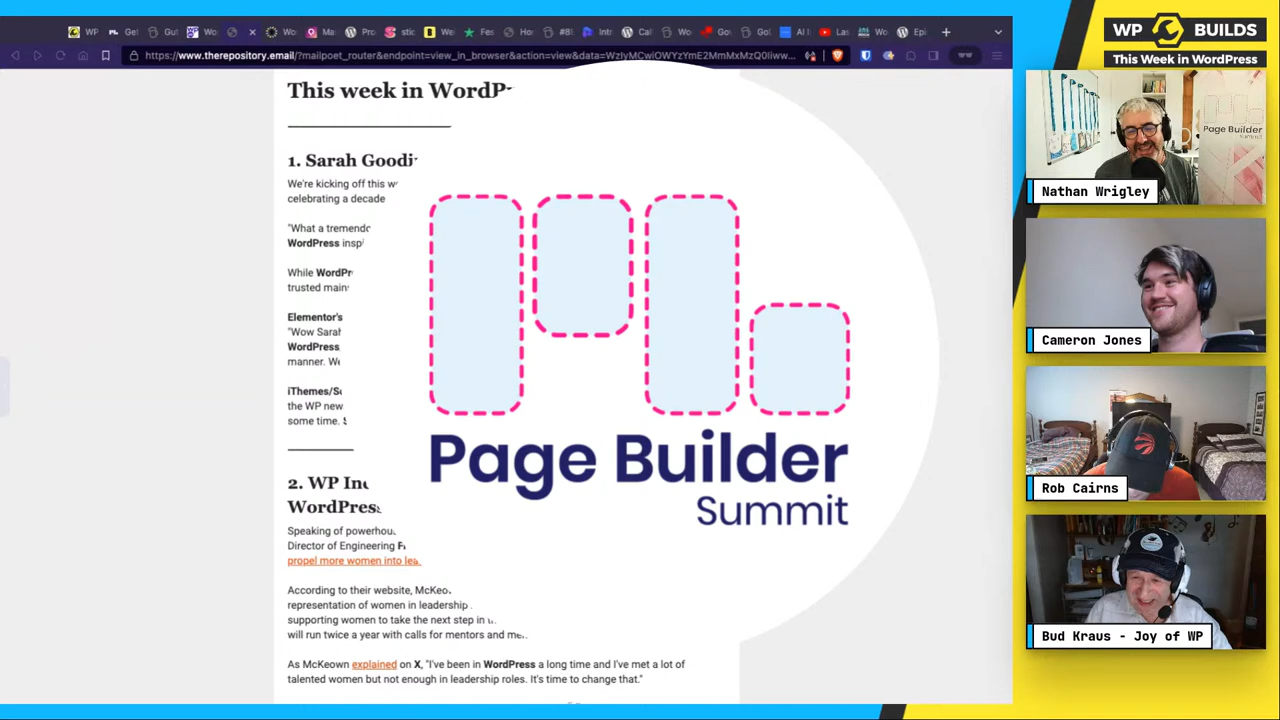 WP BUILDS
This Week in WordPress
https://www.therepository.email/?mailpoet_router&endpoint=view_in_browser&action=view&data=WzIyMCwiOWYzYmE2MmMxMzQ0Iiww...
This week in WordP
1. Sarah Goodi
We're kicking off this w
celebrating a decade
"What a tremend
WordPress insp
While WordPr
trusted main
Elementor's
"Wow Sarah
WordPress
manner. We
iThemes/S
the WP new
some time.
2. WP In
WordPress
Speaking of powerhou
Director of Engineering
propel more women into lea
According to their website, McKeo
representation of women in leadership
supporting women to take the next step in
will run twice a year with calls for mentors and me
As McKeown explained on X, "I've been in WordPress a long time and I've met a lot of
talented women but not enough in leadership roles. It's time to change that."
Page Builder
Summit
Page Builder
Summit
Nathan Wrigley
Cameron Jones
Rob Cairns
Bud Kraus - Joy of WP